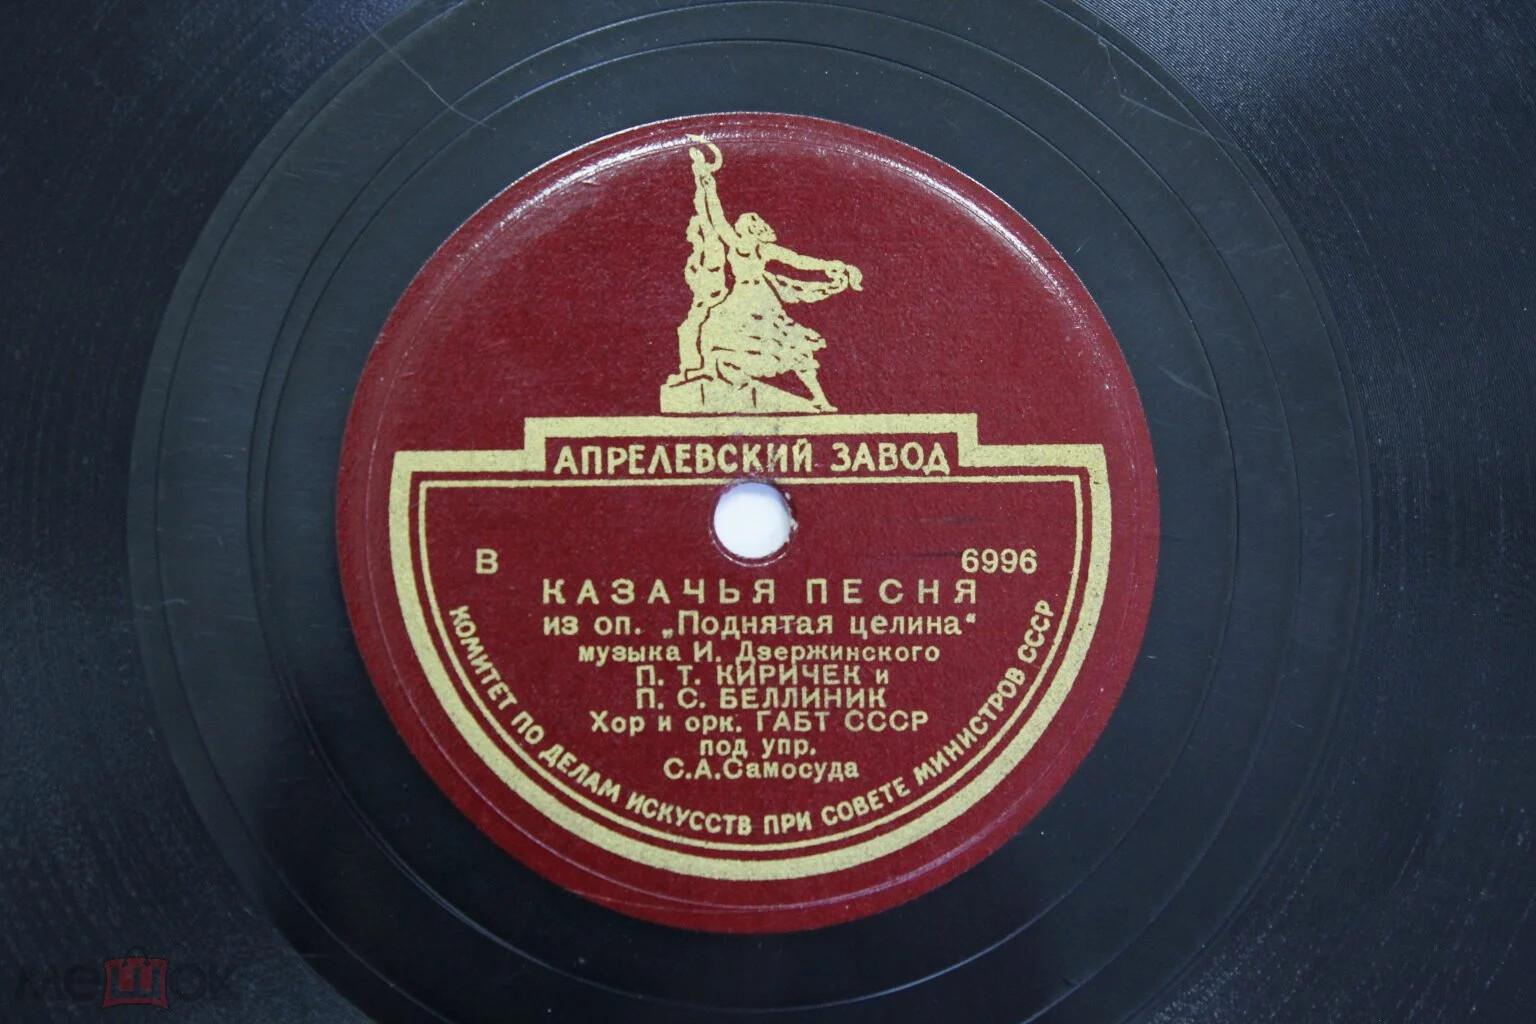 АПРЕЛЕВСКИЙ ЗАВОД
В 6996
КАЗАЧЬЯ ПЕСНЯ
из оп. „Поднятая целина“
музыка И. Дзержинского
П. Т. КИРИЧЕК и
П. С. БЕЛЛИНИК
Хор и орк. ГАБТ СССР
под упр.
С.А.Самосуда
КОМИТЕТ ПО ДЕЛАМ ИСКУССТВ ПРИ СОВЕТЕ МИНИСТРОВ СССР
мешок